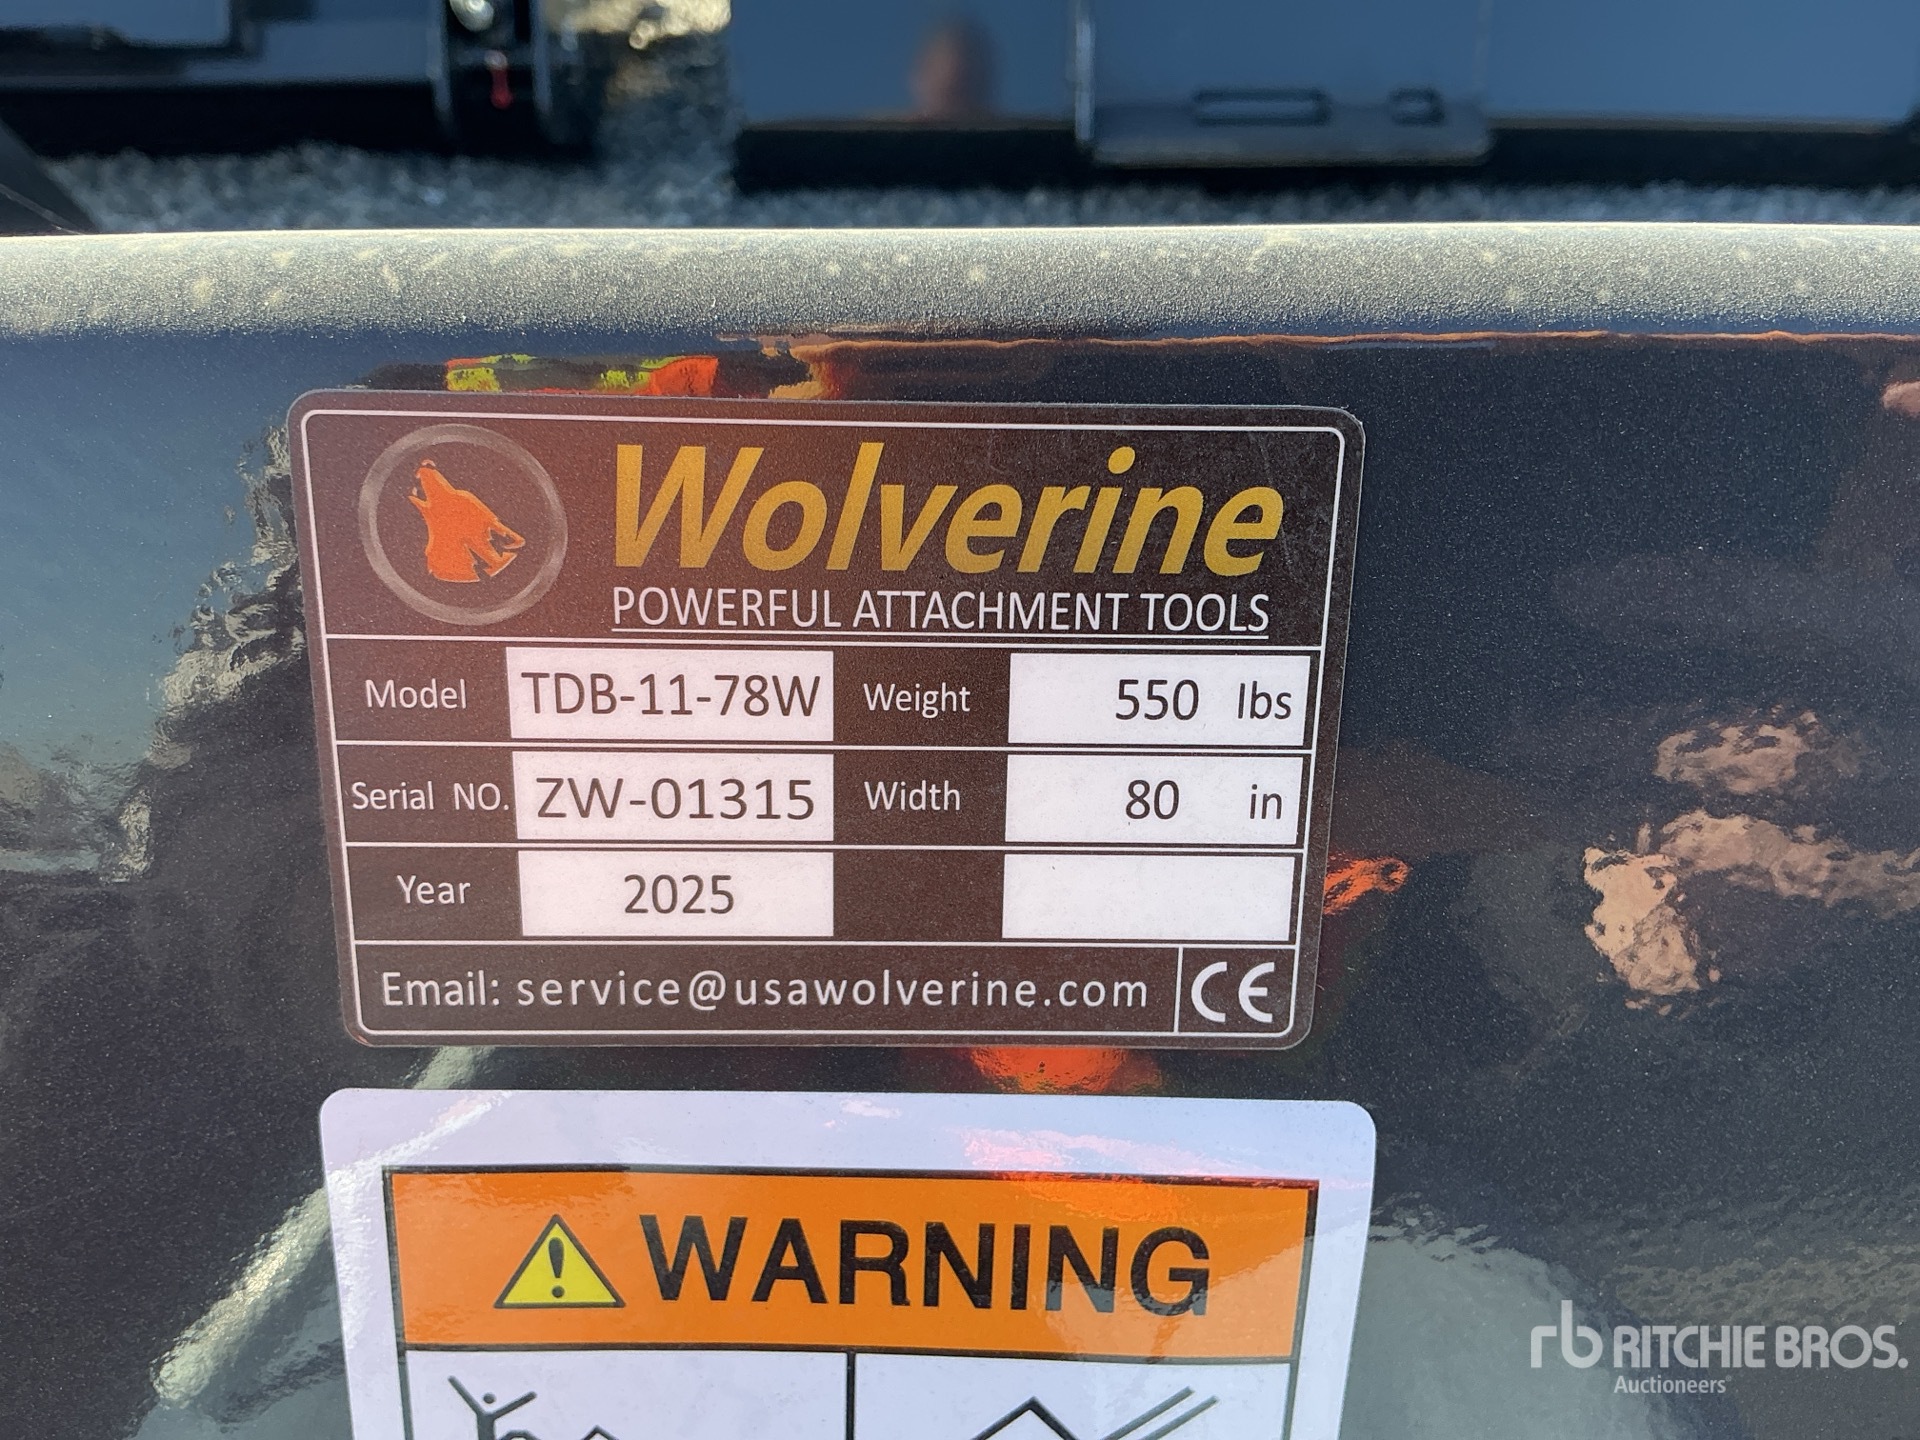 Wolverine
POWERFUL ATTACHMENT TOOLS
Model TDB-11-78W Weight 550 lbs
Serial NO. ZW-01315 Width 80 in
Year 2025
Email: service@usawolverine.com CE
WARNING
rb RITCHIE BROS.
Auctioneers